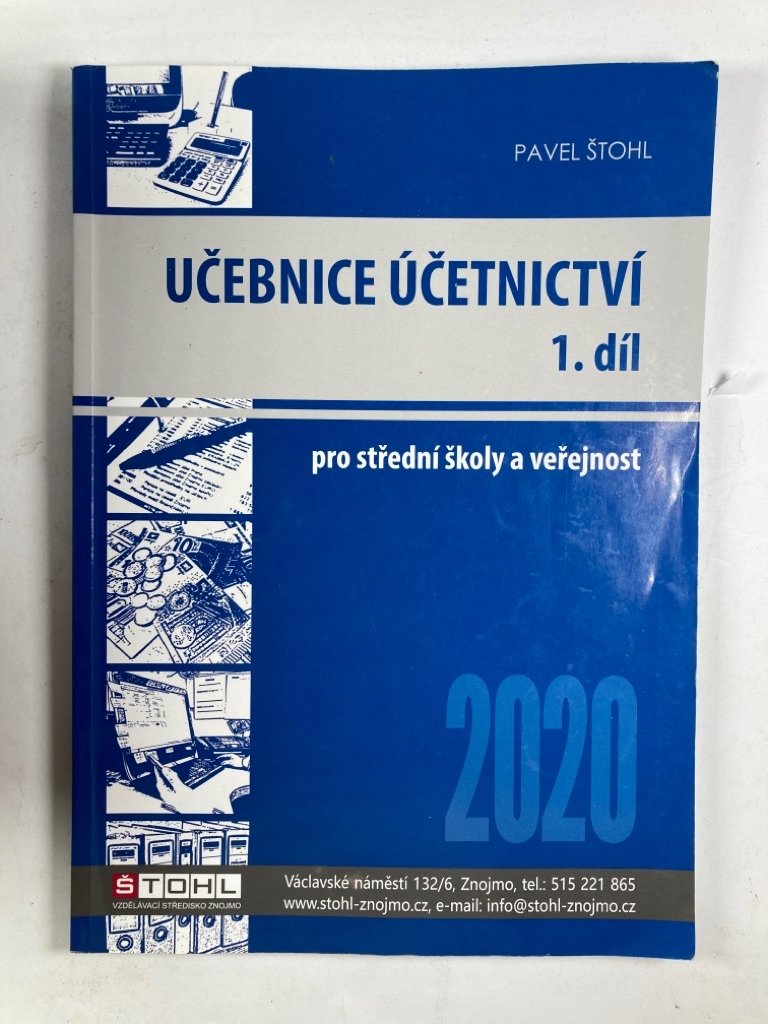 PAVEL ŠTOHL
UČEBNICE ÚČETNICTVÍ
1. díl
pro střední školy a veřejnost
2020
ŠTOHL
VZDĚLÁVACÍ STŘEDISKO ZNOJMO
Václavské náměstí 132/6, Znojmo, tel.: 515 221 865
www.stohl-znojmo.cz, e-mail: info@stohl-znojmo.cz